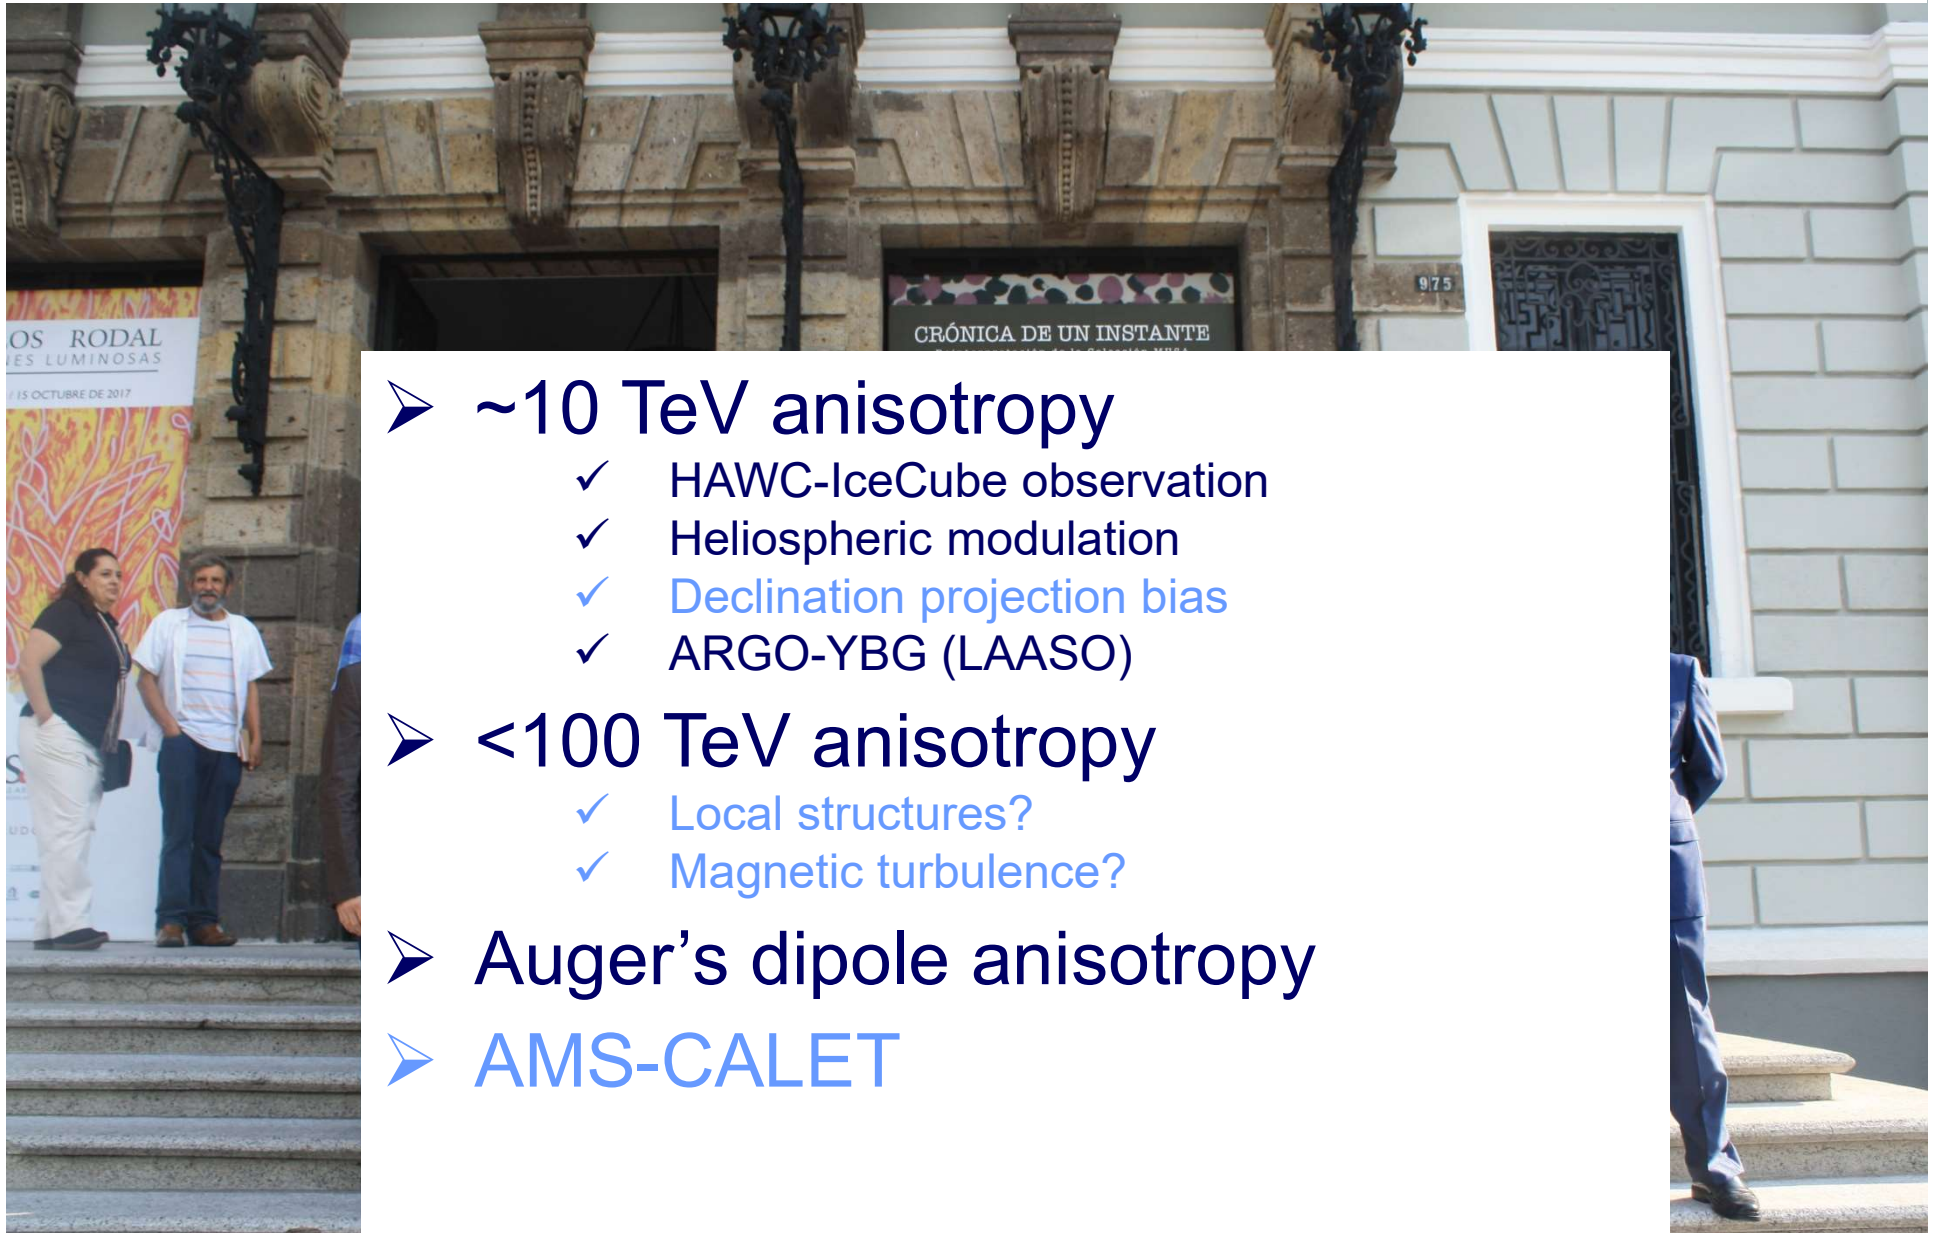 975
CRÓNICA DE UN INSTANTE
OS RODAL
NES LUMINOSAS
/ 15 OCTUBRE DE 2017
➢ ~10 TeV anisotropy
✓ HAWC-IceCube observation
✓ Heliospheric modulation
✓ Declination projection bias
✓ ARGO-YBG (LAASO)
➢ <100 TeV anisotropy
✓ Local structures?
✓ Magnetic turbulence?
➢ Auger’s dipole anisotropy
➢ AMS-CALET